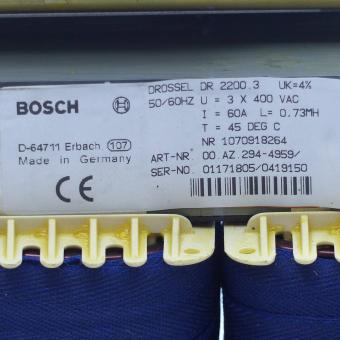 DROSSEL DR 2200.3 UK=4%
BOSCH
50/60HZ U = 3 X 400 VAC
I = 60A L= 0.73MH
T = 45 DEG C
NR 1070918264
D-64711 Erbach 107
Made in Germany
ART-NR 00.AZ.294-4959/
SER-NO. 01171805/0419150
CE